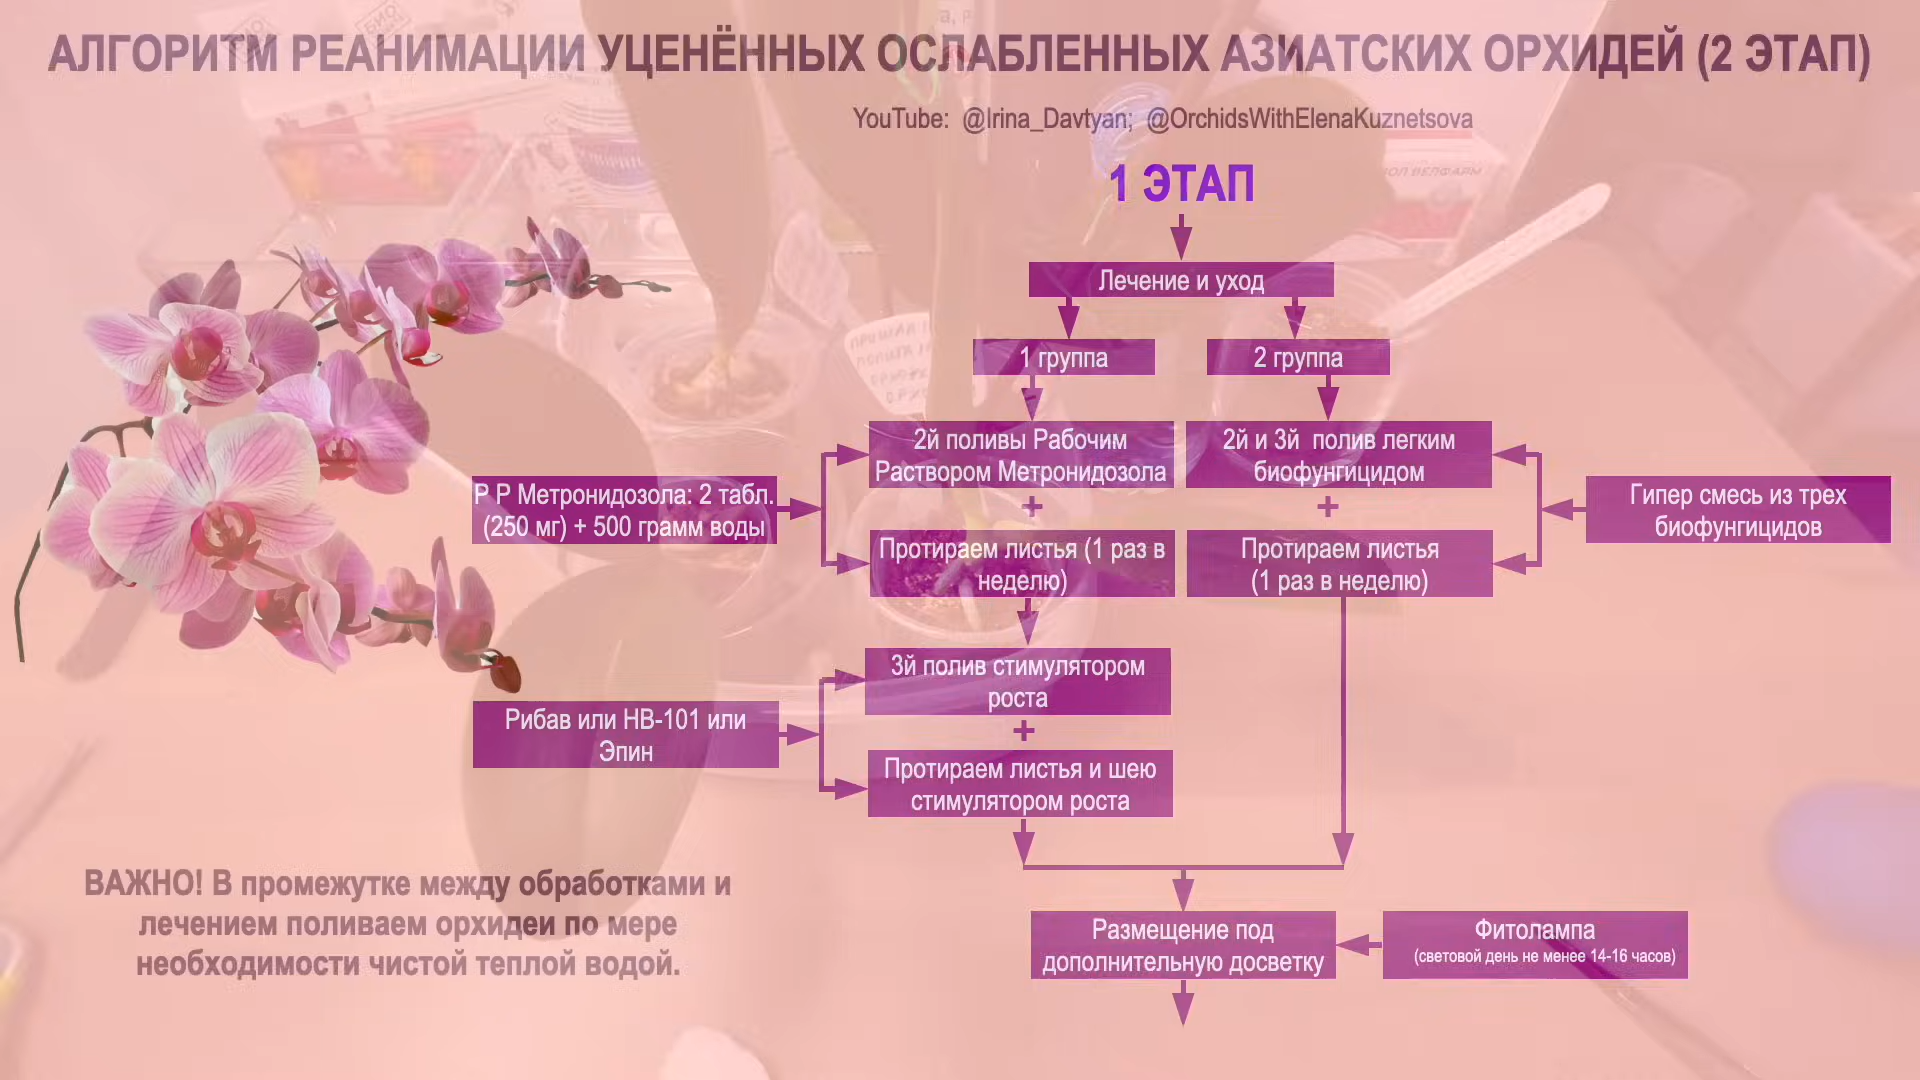 АЛГОРИТМ РЕАНИМАЦИИ УЦЕНЁННЫХ ОСЛАБЛЕННЫХ АЗИАТСКИХ ОРХИДЕЙ (2 ЭТАП)
YouTube: @Irina_Davtyan; @OrchidsWithElenaKuznetsova
1 ЭТАП
Лечение и уход
1 группа
2 группа
2й поливы Рабочим
Раствором Метронидозола
2й и 3й полив легким
биофунгицидом
Р Р Метронидозола: 2 табл.
(250 мг) + 500 грамм воды
+
+
Гипер смесь из трех
биофунгицидов
Протираем листья (1 раз в
неделю)
Протираем листья
(1 раз в неделю)
3й полив стимулятором
роста
Рибав или НВ-101 или
Эпин
+
Протираем листья и шею
стимулятором роста
ВАЖНО! В промежутке между обработками и
лечением поливаем орхидеи по мере
необходимости чистой теплой водой.
Размещение под
дополнительную досветку
Фитолампа
(световой день не менее 14-16 часов)